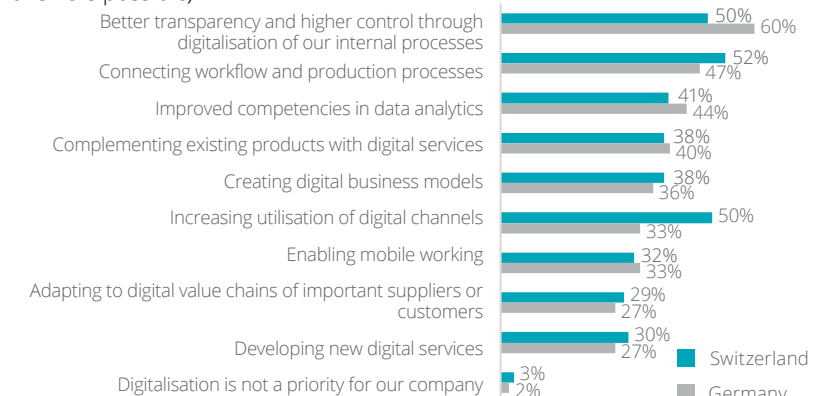 Better transparency and higher control through
digitalisation of our internal processes
50%
60%
Connecting workflow and production processes
52%
47%
Improved competencies in data analytics
41%
44%
Complementing existing products with digital services
38%
40%
Creating digital business models
38%
36%
Increasing utilisation of digital channels
50%
33%
Enabling mobile working
32%
33%
Adapting to digital value chains of important suppliers or
customers
29%
27%
Developing new digital services
30%
27%
Digitalisation is not a priority for our company
3%
2%
Switzerland
Germany